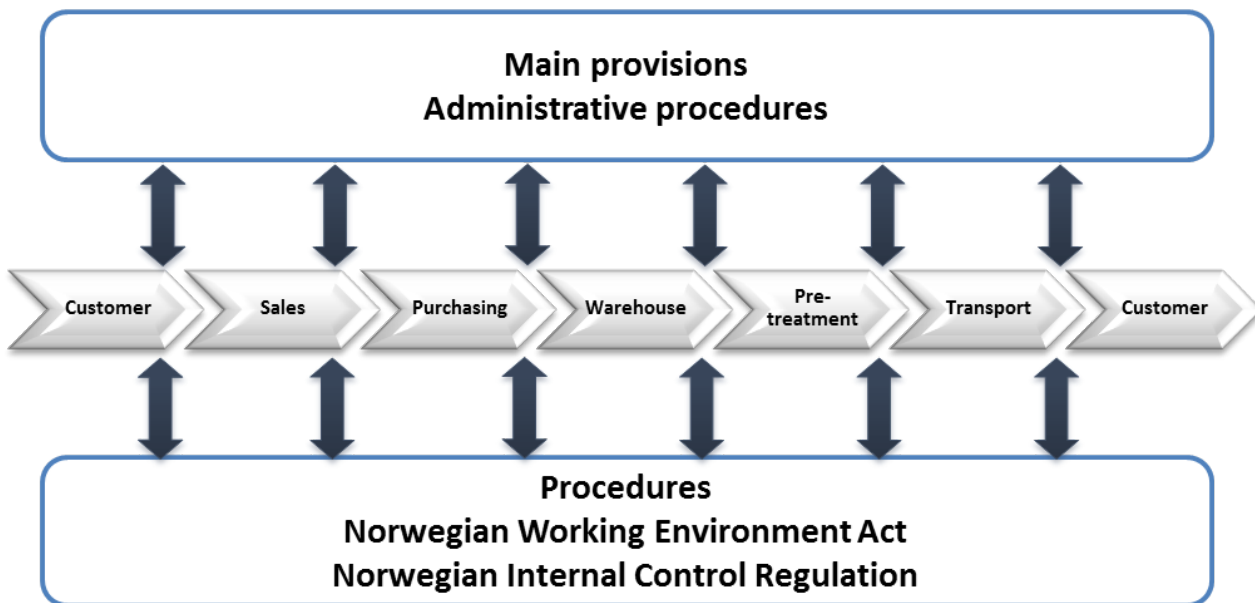 Main provisions
Administrative procedures
Customer
Sales
Purchasing
Warehouse
Pre-
treatment
Transport
Customer
Procedures
Norwegian Working Environment Act
Norwegian Internal Control Regulation